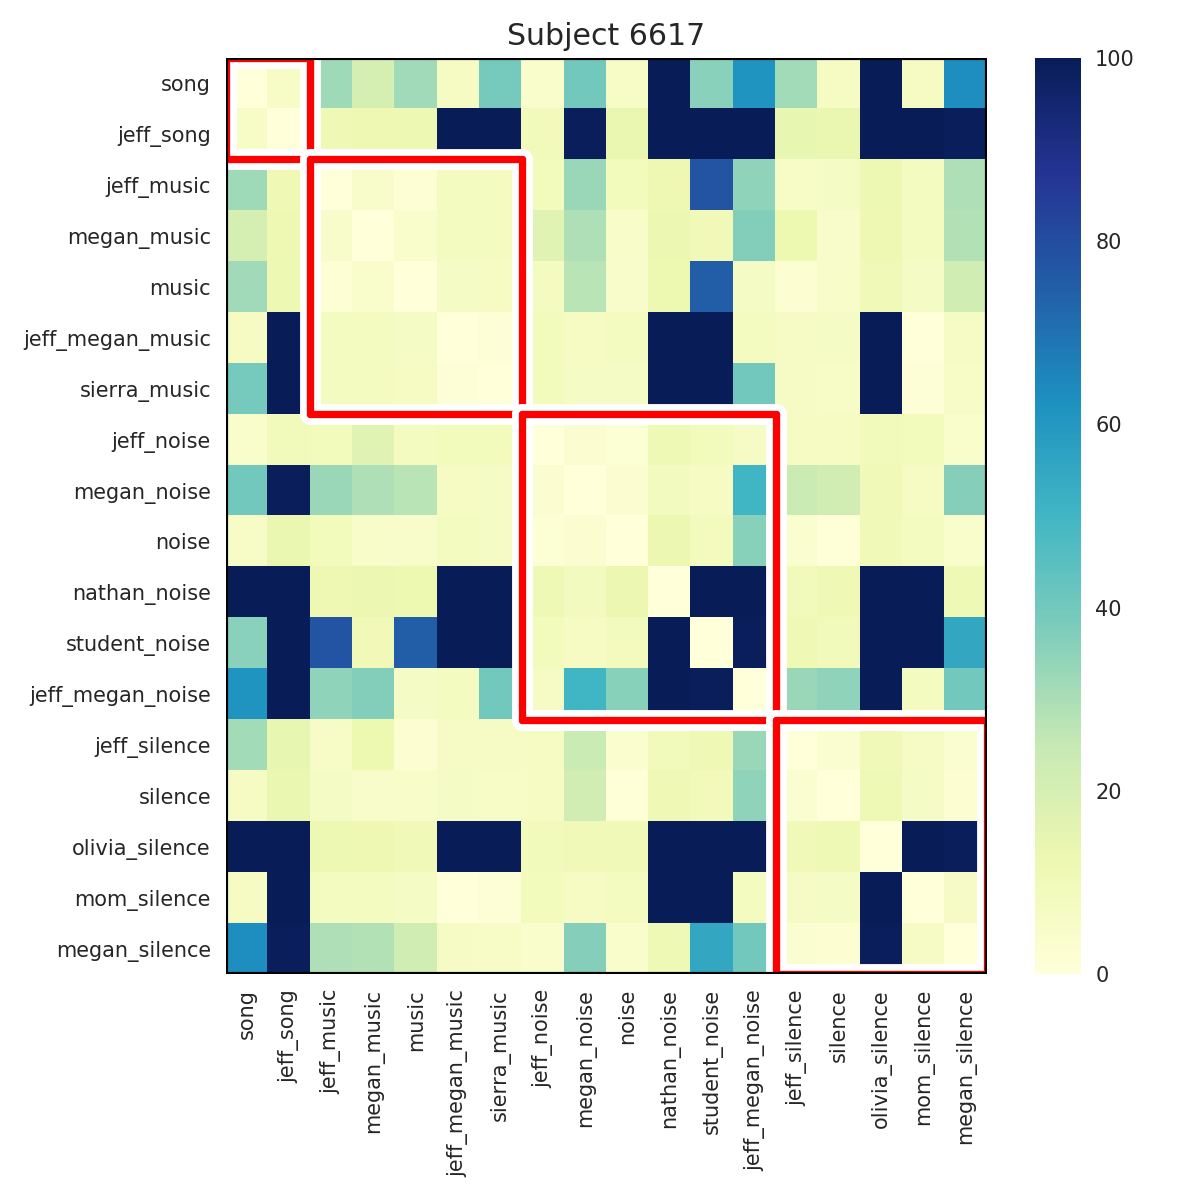 Subject 6617
song
jeff_song
jeff_music
megan_music
music
jeff_megan_music
sierra_music
jeff_noise
megan_noise
noise
nathan_noise
student_noise
jeff_megan_noise
jeff_silence
silence
olivia_silence
mom_silence
megan_silence
song
jeff_song
jeff_music
megan_music
music
jeff_megan_music
sierra_music
jeff_noise
megan_noise
noise
nathan_noise
student_noise
jeff_megan_noise
jeff_silence
silence
olivia_silence
mom_silence
megan_silence
100
80
60
40
20
0